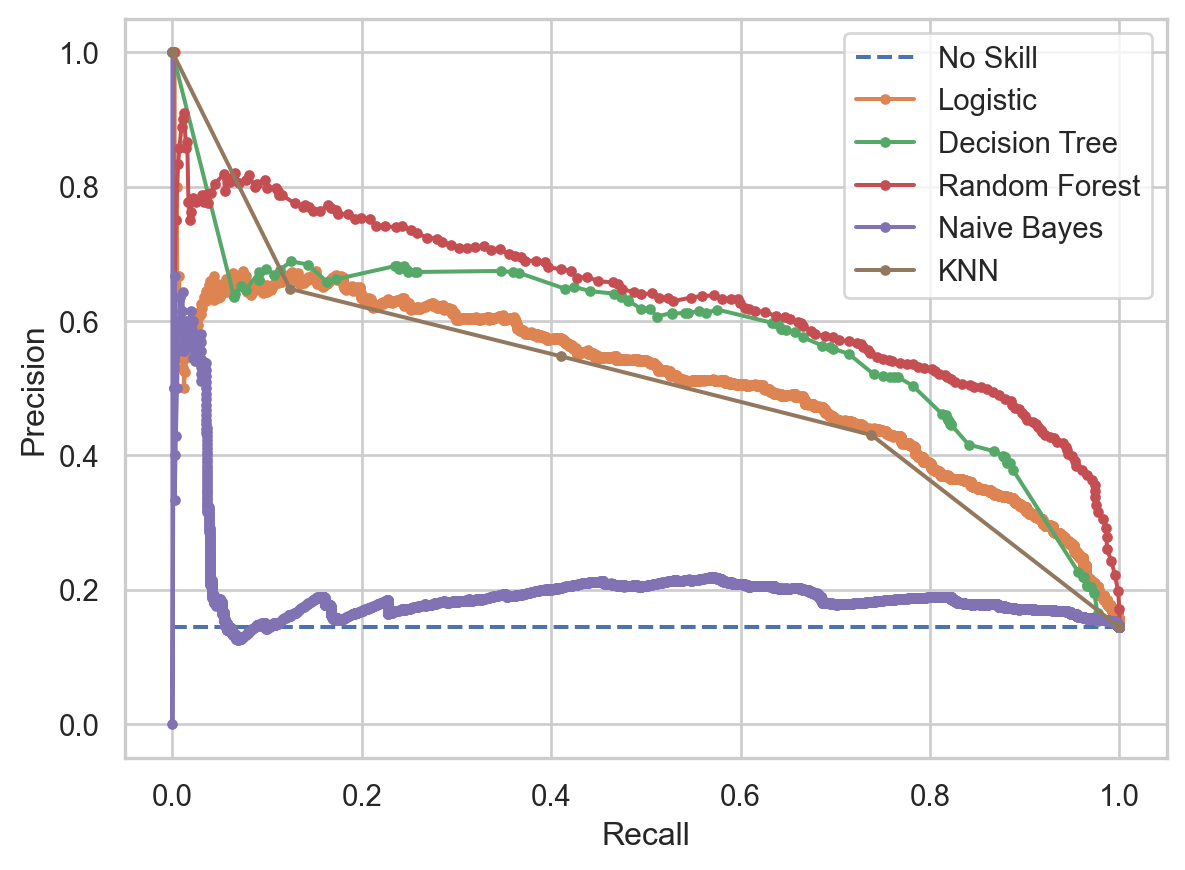 1.0
0.8
0.6
0.4
0.2
0.0
Precision
No Skill
Logistic
Decision Tree
Random Forest
Naive Bayes
KNN
0.0 0.2 0.4 0.6 0.8 1.0
Recall